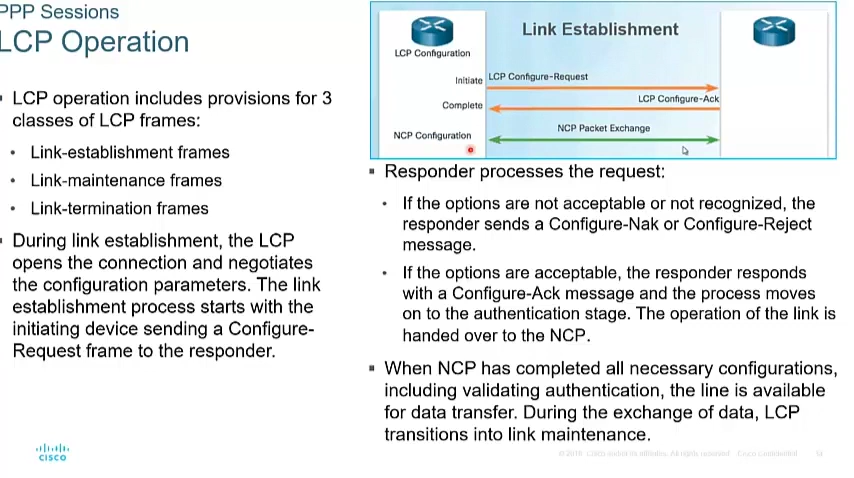 PPP Sessions
LCP Operation
LCP operation includes provisions for 3
classes of LCP frames:
Link-establishment frames
Link-maintenance frames
Link-termination frames
During link establishment, the LCP
opens the connection and negotiates
the configuration parameters. The link
establishment process starts with the
initiating device sending a Configure-
Request frame to the responder.
Link Establishment
LCP Configuration
Initiate
LCP Configure-Request
LCP Configure-Ack
Complete
NCP Packet Exchange
NCP Configuration
Responder processes the request:
If the options are not acceptable or not recognized, the
responder sends a Configure-Nak or Configure-Reject
message.
If the options are acceptable, the responder responds
with a Configure-Ack message and the process moves
on to the authentication stage. The operation of the link is
handed over to the NCP.
When NCP has completed all necessary configurations,
including validating authentication, the line is available
for data transfer. During the exchange of data, LCP
transitions into link maintenance.
CISCO
Cisco Confidential